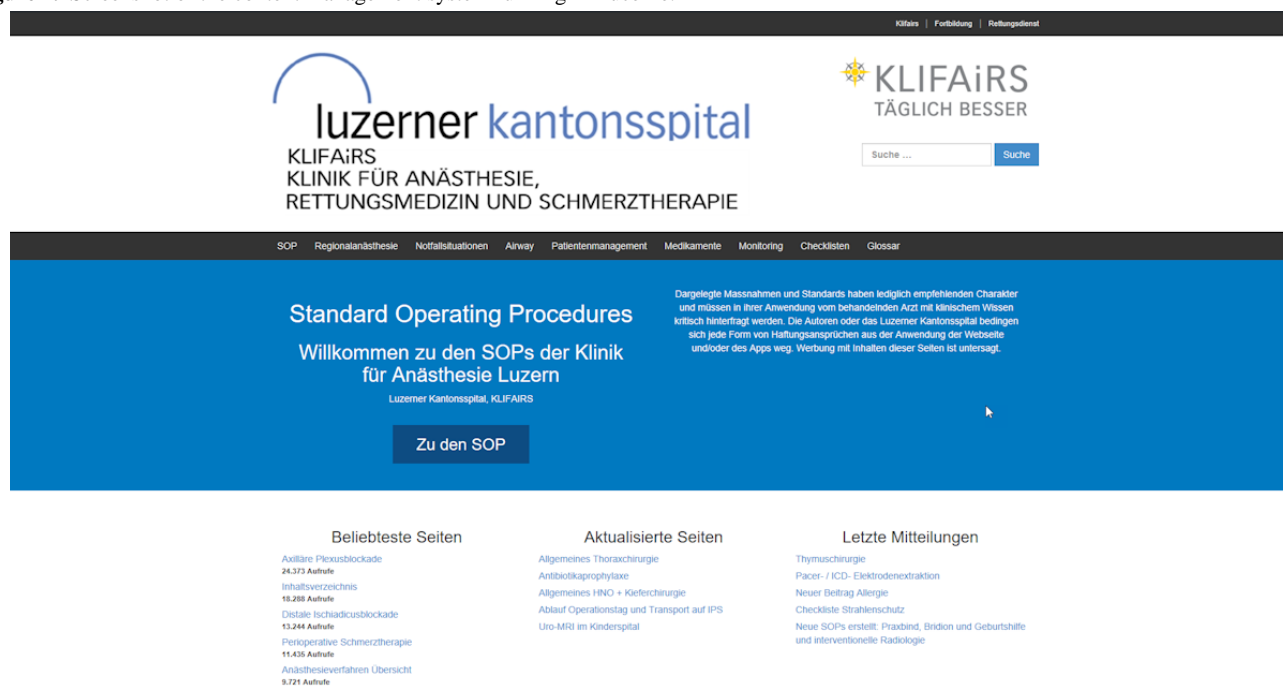 Klifairs | Fortbildung | Rettungsdienst
luzerner kantonsspital
KLIFAiRS
KLINIK FÜR ANÄSTHESIE,
RETTUNGSMEDIZIN UND SCHMERZTHERAPIE
KLIFAiRS
TÄGLICH BESSER
Suche ...
Suche
SOP Regionalanästhesie Notfallsituationen Airway Patientenmanagement Medikamente Monitoring Checklisten Glossar
Standard Operating Procedures
Willkommen zu den SOPs der Klinik
für Anästhesie Luzern
Luzerner Kantonsspital, KLIFAIRS
Zu den SOP
Dargelegte Massnahmen und Standards haben lediglich empfehlenden Charakter
und müssen in ihrer Anwendung vom behandelnden Arzt mit klinischem Wissen
kritisch hinterfragt werden. Die Autoren oder das Luzerner Kantonsspital bedingen
sich jede Form von Haftungsansprüchen aus der Anwendung der Webseite
und/oder des Apps weg. Werbung mit Inhalten dieser Seiten ist untersagt.
Beliebteste Seiten
Axilläre Plexusblockade
24.373 Aufrufe
Inhaltsverzeichnis
18.288 Aufrufe
Distale Ischiadicusblockade
13.244 Aufrufe
Perioperative Schmerztherapie
11.435 Aufrufe
Anästhesieverfahren Übersicht
9.721 Aufrufe
Aktualisierte Seiten
Allgemeines Thoraxchirurgie
Antibiotikaprophylaxe
Allgemeines HNO + Kieferchirurgie
Ablauf Operationstag und Transport auf IPS
Uro-MRI im Kinderspital
Letzte Mitteilungen
Thymuschirurgie
Pacer- / ICD- Elektrodenextraktion
Neuer Beitrag Allergie
Checkliste Strahlenschutz
Neue SOPs erstellt: Praxbind, Bridion und Geburtshilfe
und interventionelle Radiologie